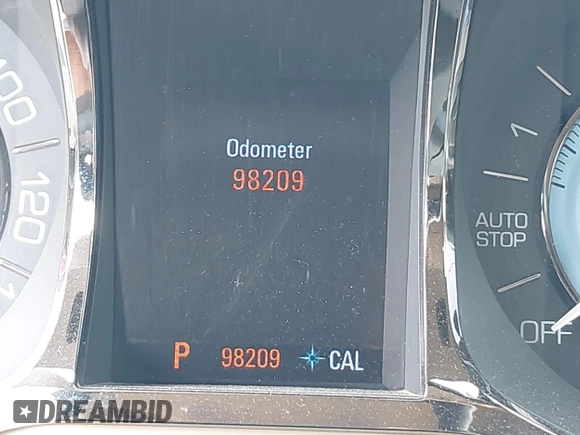 100
120
Odometer
98209
P 98209 CAL
1
AUTO
STOP
OFF
DREAMBID